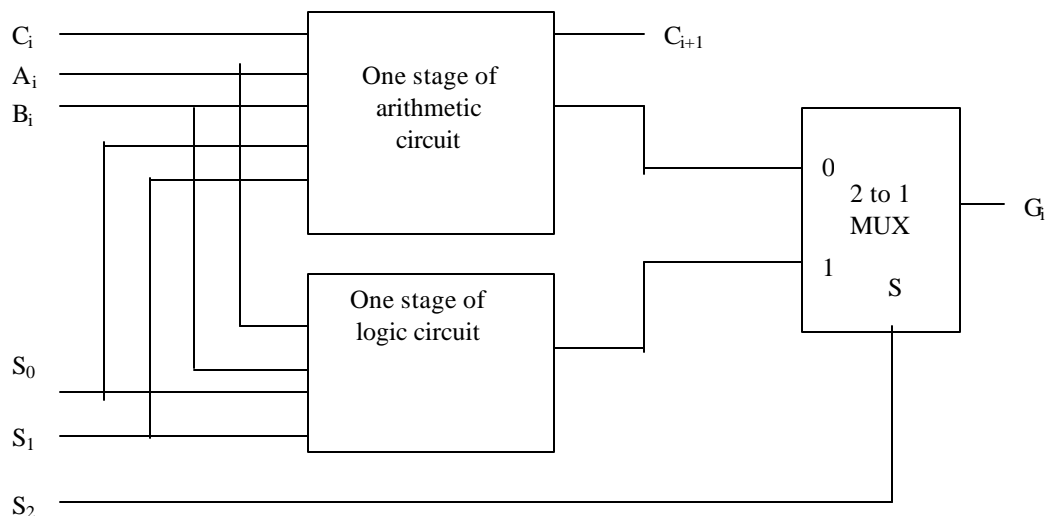 Cᵢ
Aᵢ
Bᵢ
One stage of
arithmetic
circuit
Cᵢ₊₁
0
2 to 1
MUX
1
S
Gᵢ
One stage of
logic circuit
S₀
S₁
S₂